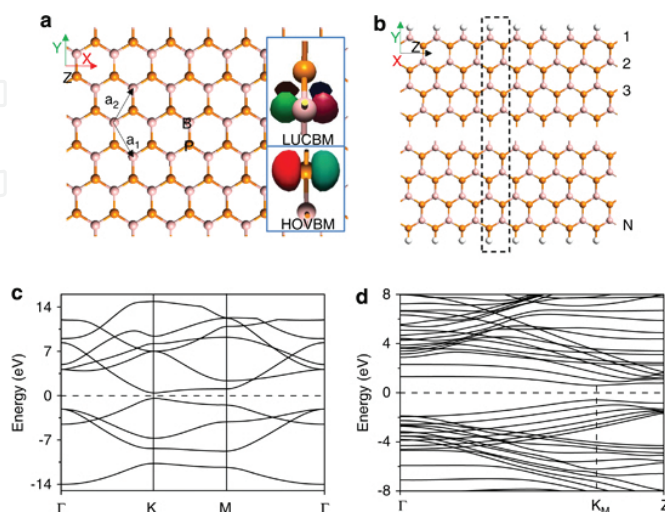 a
Y
X
Z
a₂
a₁
B
P
LUCBM
HOVBM
b
Y
Z
X
1
2
3
N
c
Energy (eV)
14
7
0
-7
-14
Γ K M Γ
d
Energy (eV)
8
4
0
-4
-8
Γ K_M Z